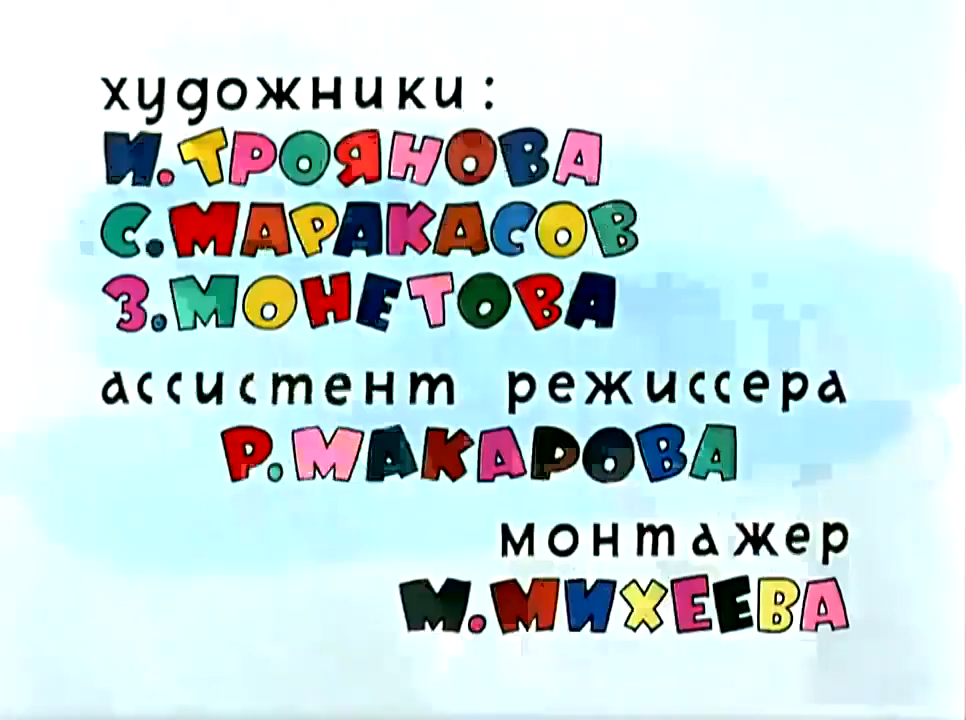 художники:
И.ТРОЯНОВА
С.МАРАКАСОВ
З.МОНЕТОВА
ассистент режиссера
Р.МАКАРОВА
монтажер
М.МИХЕЕВА